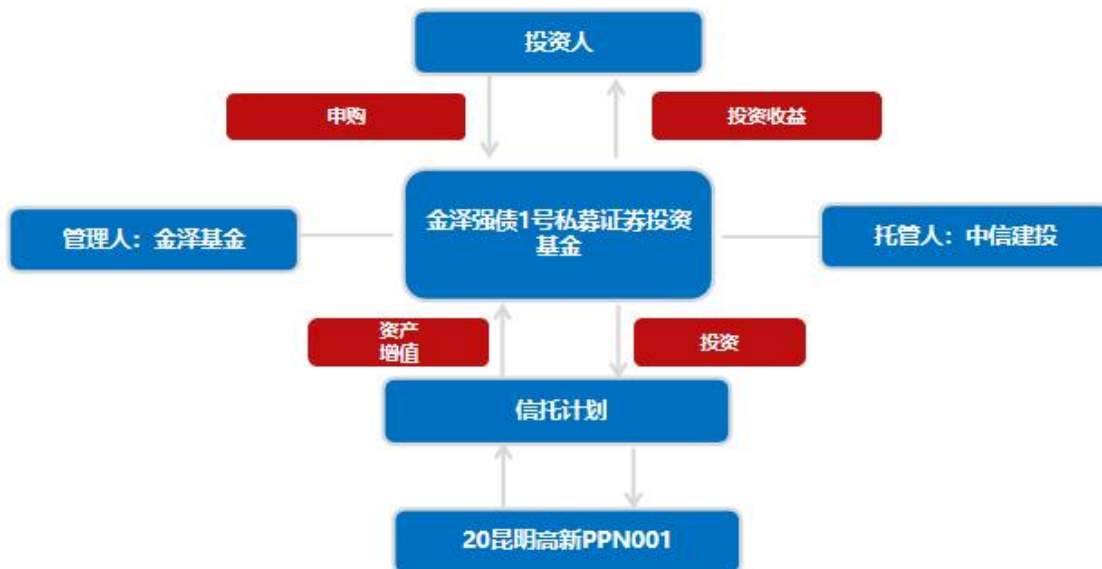 投资人
申购
投资收益
金泽强债1号私募证券投资
基金
管理人：金泽基金
托管人：中信建投
资产
增值
投资
信托计划
20昆明高新PPN001